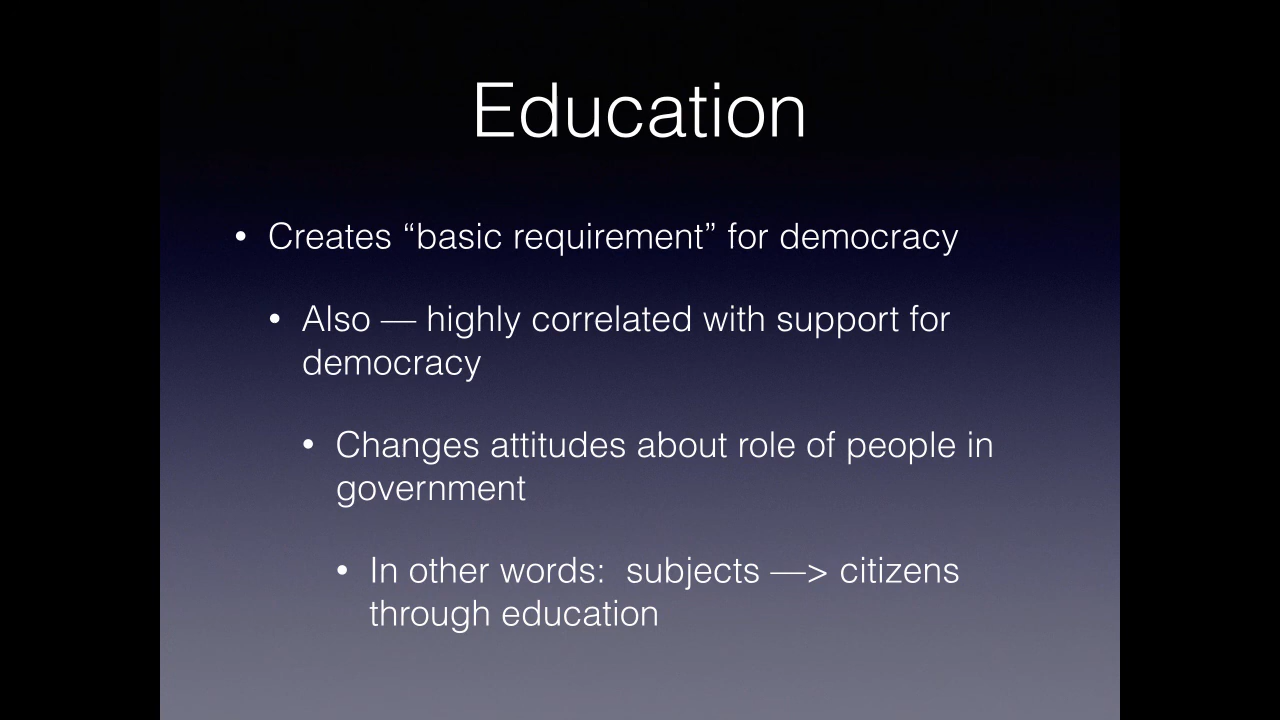 Education
• Creates “basic requirement” for democracy
• Also — highly correlated with support for
democracy
• Changes attitudes about role of people in
government
• In other words:  subjects —> citizens
through education